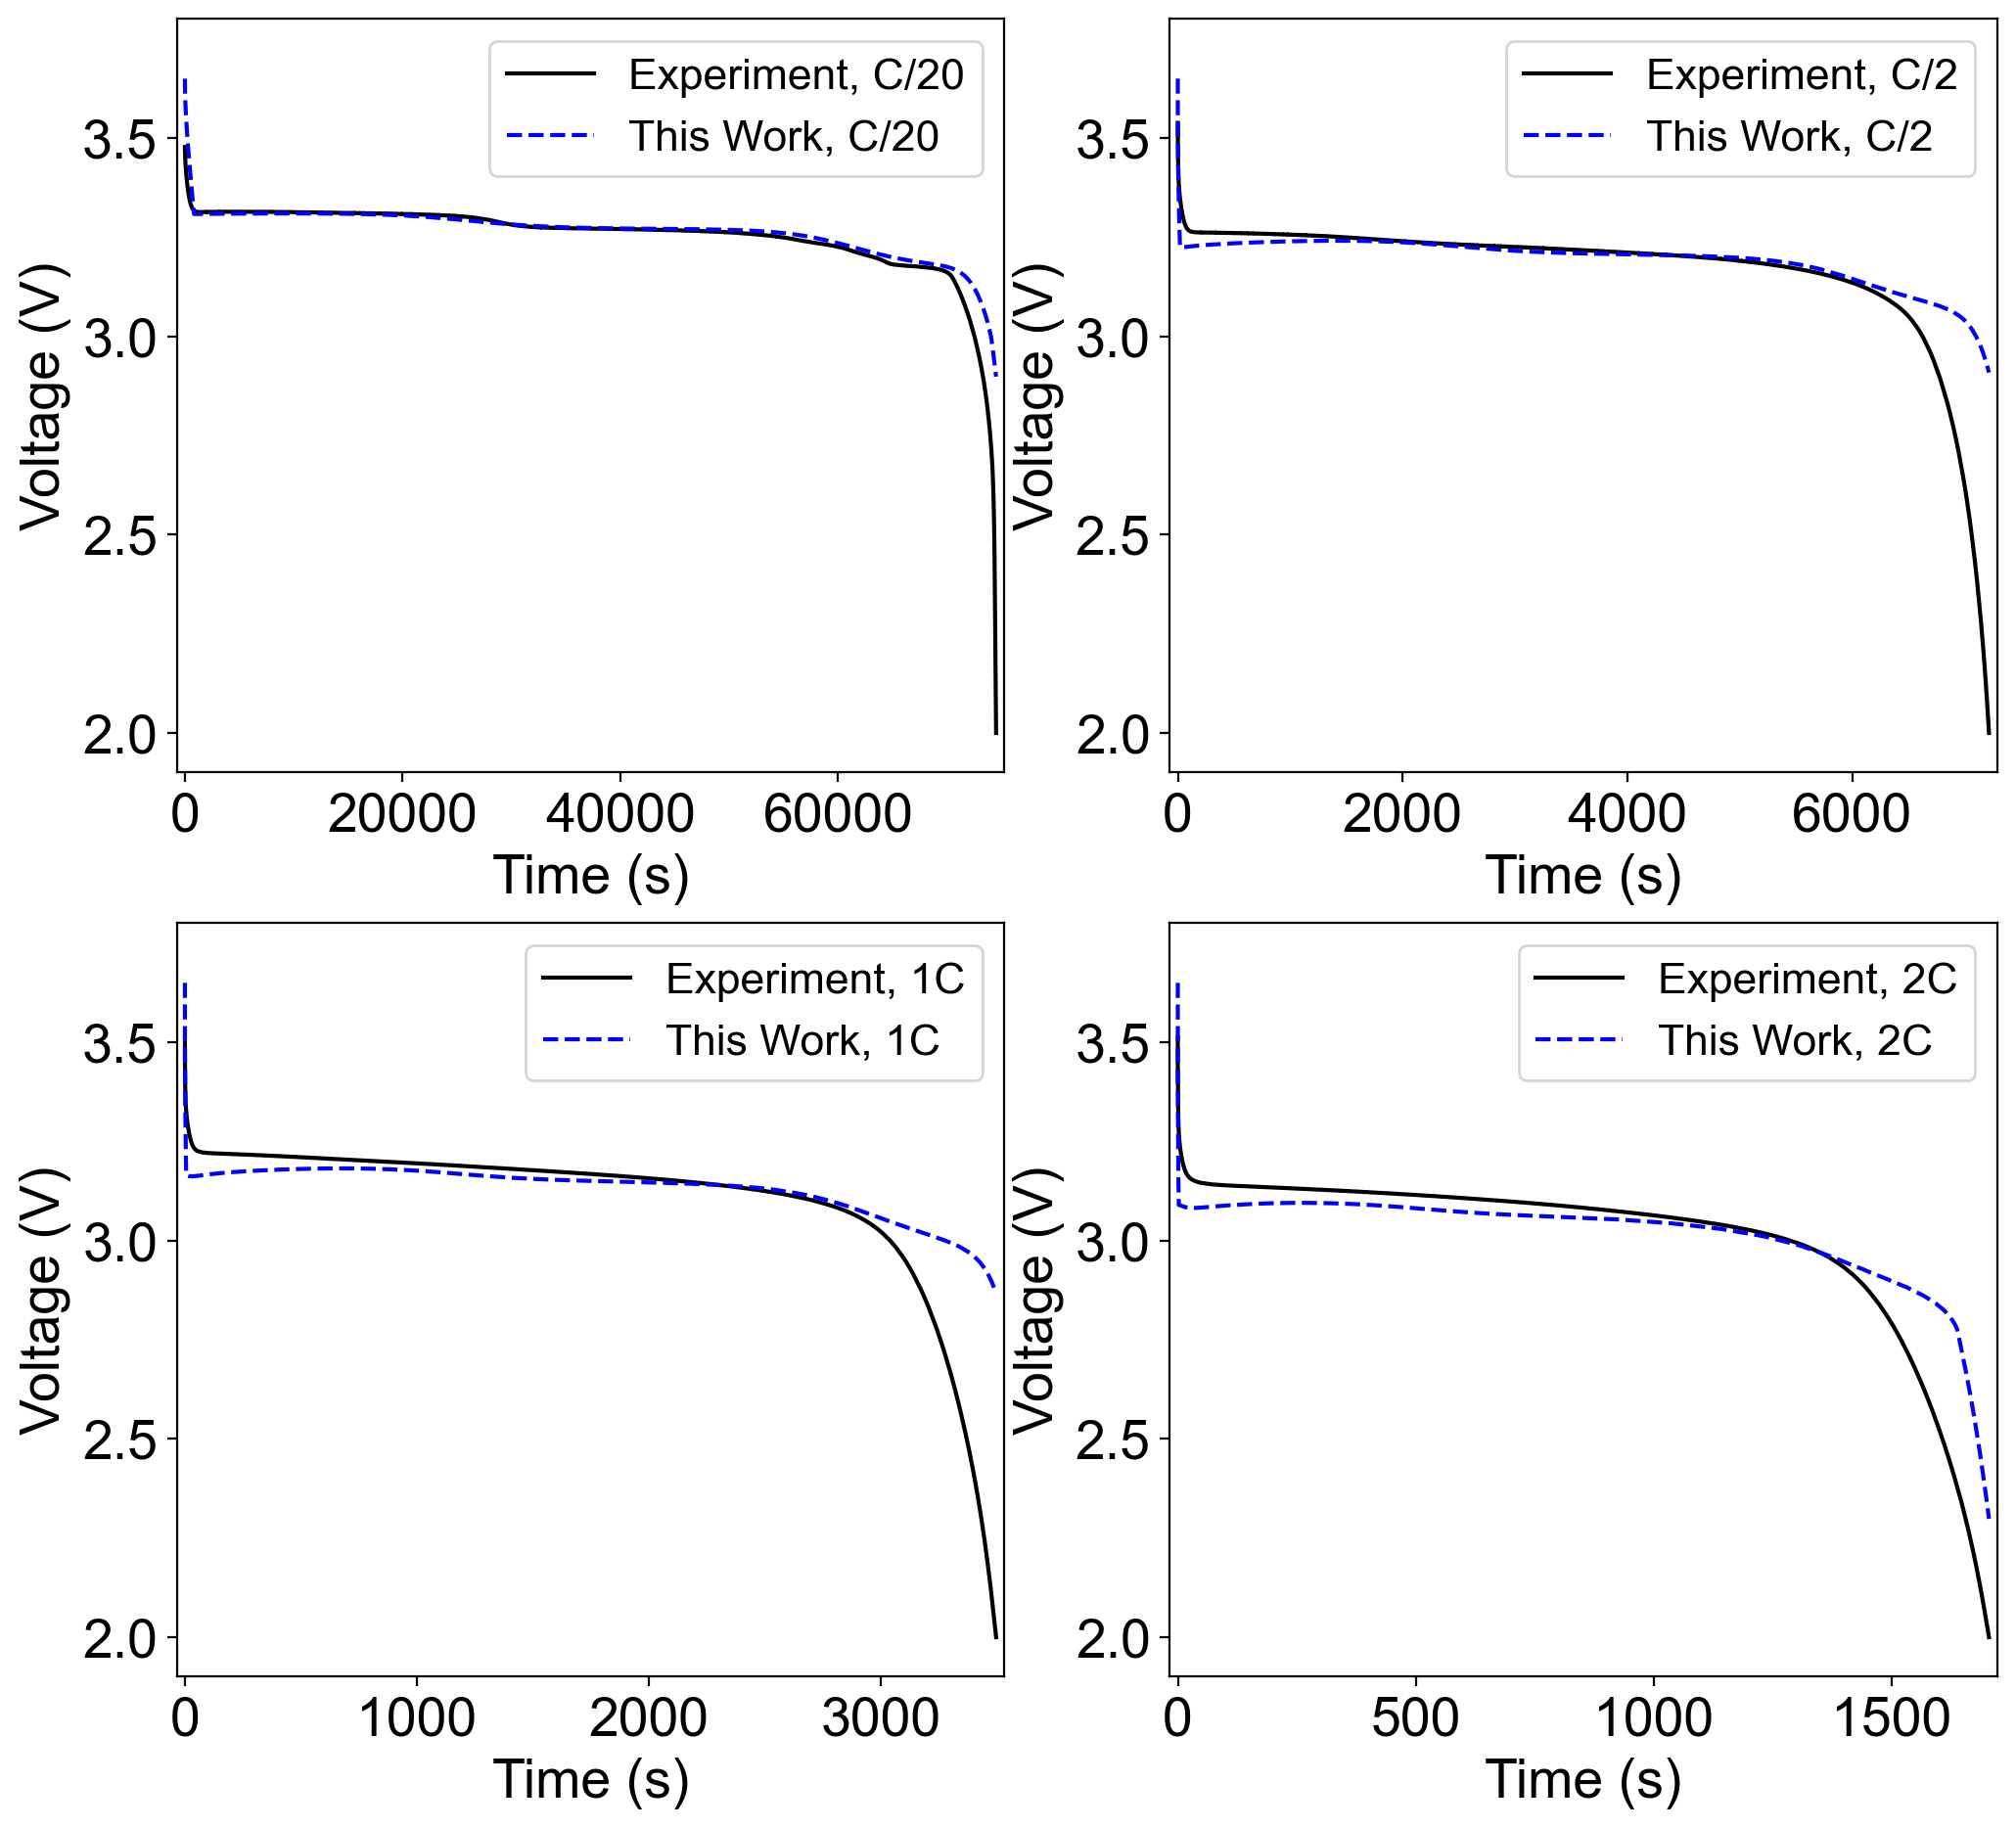 Experiment, C/20
This Work, C/20
3.5
3.0
2.5
2.0
Voltage (V)
0 20000 40000 60000
Time (s)
Experiment, C/2
This Work, C/2
3.5
3.0
2.5
2.0
Voltage (V)
0 2000 4000 6000
Time (s)
Experiment, 1C
This Work, 1C
3.5
3.0
2.5
2.0
Voltage (V)
0 1000 2000 3000
Time (s)
Experiment, 2C
This Work, 2C
3.5
3.0
2.5
2.0
Voltage (V)
0 500 1000 1500
Time (s)